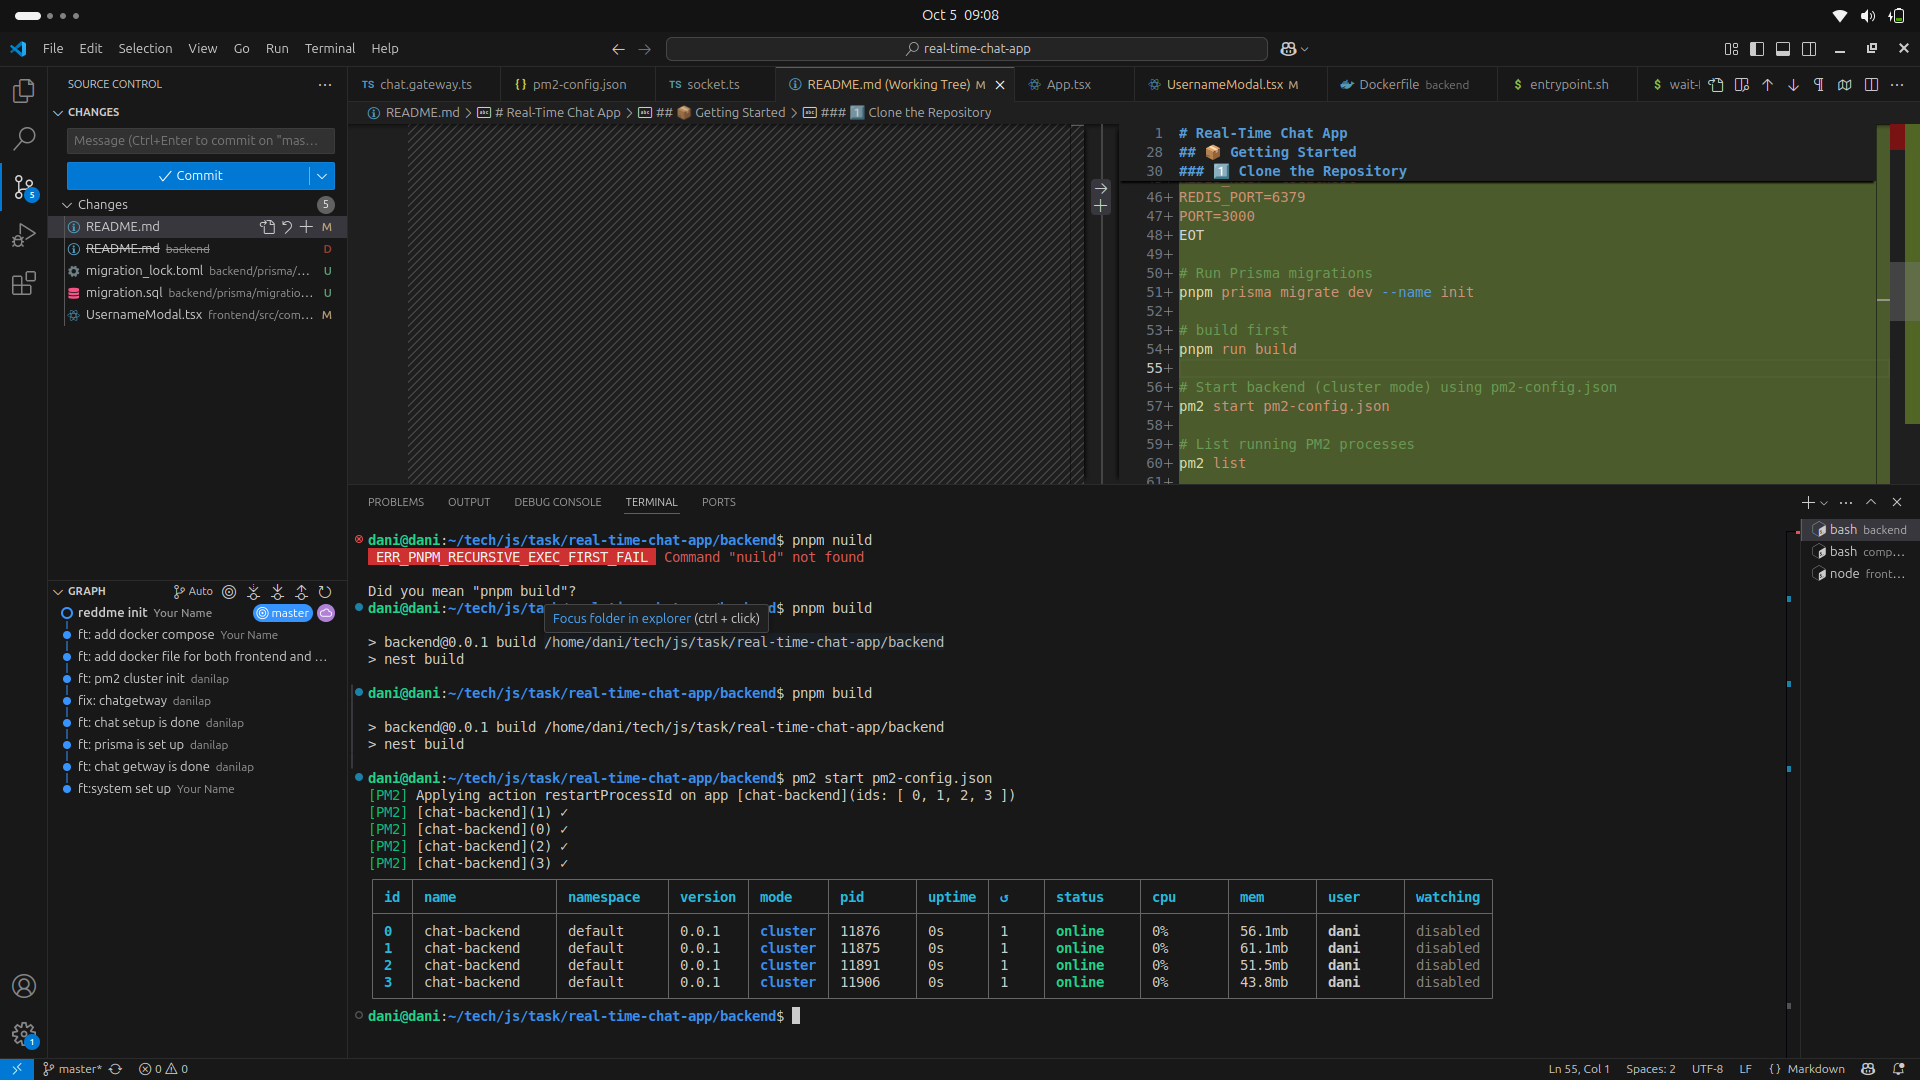 Oct 5 09:08
File Edit Selection View Go Run Terminal Help
real-time-chat-app
SOURCE CONTROL
TS chat.gateway.ts
{} pm2-config.json
TS socket.ts
README.md (Working Tree) M
App.tsx
UsernameModal.tsx M
Dockerfile backend
$ entrypoint.sh
$ wait-
README.md > # Real-Time Chat App > ## 📦 Getting Started > ### 1️⃣ Clone the Repository
CHANGES
Message (Ctrl+Enter to commit on "mas…
Commit
Changes 5
README.md M
README.md backend D
migration_lock.toml backend/prisma/... U
migration.sql backend/prisma/migratio... U
UsernameModal.tsx frontend/src/com... M
5
1 # Real-Time Chat App
28 ## 📦 Getting Started
30 ### 1️⃣ Clone the Repository
46+ REDIS_PORT=6379
47+ PORT=3000
48+ EOT
49+
50+ # Run Prisma migrations
51+ pnpm prisma migrate dev --name init
52+
53+ # build first
54+ pnpm run build
55+
56+ # Start backend (cluster mode) using pm2-config.json
57+ pm2 start pm2-config.json
58+
59+ # List running PM2 processes
60+ pm2 list
61+
GRAPH Auto
reddme init Your Name master
ft: add docker compose Your Name
ft: add docker file for both frontend and ...
ft: pm2 cluster init danilap
fix: chatgetway danilap
ft: chat setup is done danilap
ft: prisma is set up danilap
ft: chat getway is done danilap
ft:system set up Your Name
PROBLEMS OUTPUT DEBUG CONSOLE TERMINAL PORTS
bash backend
bash comp...
node front...
dani@dani:~/tech/js/task/real-time-chat-app/backend$ pnpm nuild
ERR_PNPM_RECURSIVE_EXEC_FIRST_FAIL Command "nuild" not found
Did you mean "pnpm build"?
dani@dani:~/tech/js/task/real-time-chat-app/backend$ pnpm build
Focus folder in explorer (ctrl + click)
> backend@0.0.1 build /home/dani/tech/js/task/real-time-chat-app/backend
> nest build
dani@dani:~/tech/js/task/real-time-chat-app/backend$ pnpm build
> backend@0.0.1 build /home/dani/tech/js/task/real-time-chat-app/backend
> nest build
dani@dani:~/tech/js/task/real-time-chat-app/backend$ pm2 start pm2-config.json
[PM2] Applying action restartProcessId on app [chat-backend](ids: [ 0, 1, 2, 3 ])
[PM2] [chat-backend](1) ✓
[PM2] [chat-backend](0) ✓
[PM2] [chat-backend](2) ✓
[PM2] [chat-backend](3) ✓
id name namespace version mode pid uptime ↺ status cpu mem user watching
0 chat-backend default 0.0.1 cluster 11876 0s 1 online 0% 56.1mb dani disabled
1 chat-backend default 0.0.1 cluster 11875 0s 1 online 0% 61.1mb dani disabled
2 chat-backend default 0.0.1 cluster 11891 0s 1 online 0% 51.5mb dani disabled
3 chat-backend default 0.0.1 cluster 11906 0s 1 online 0% 43.8mb dani disabled
dani@dani:~/tech/js/task/real-time-chat-app/backend$
1
master* 0 0
Ln 55, Col 1 Spaces: 2 UTF-8 LF {} Markdown